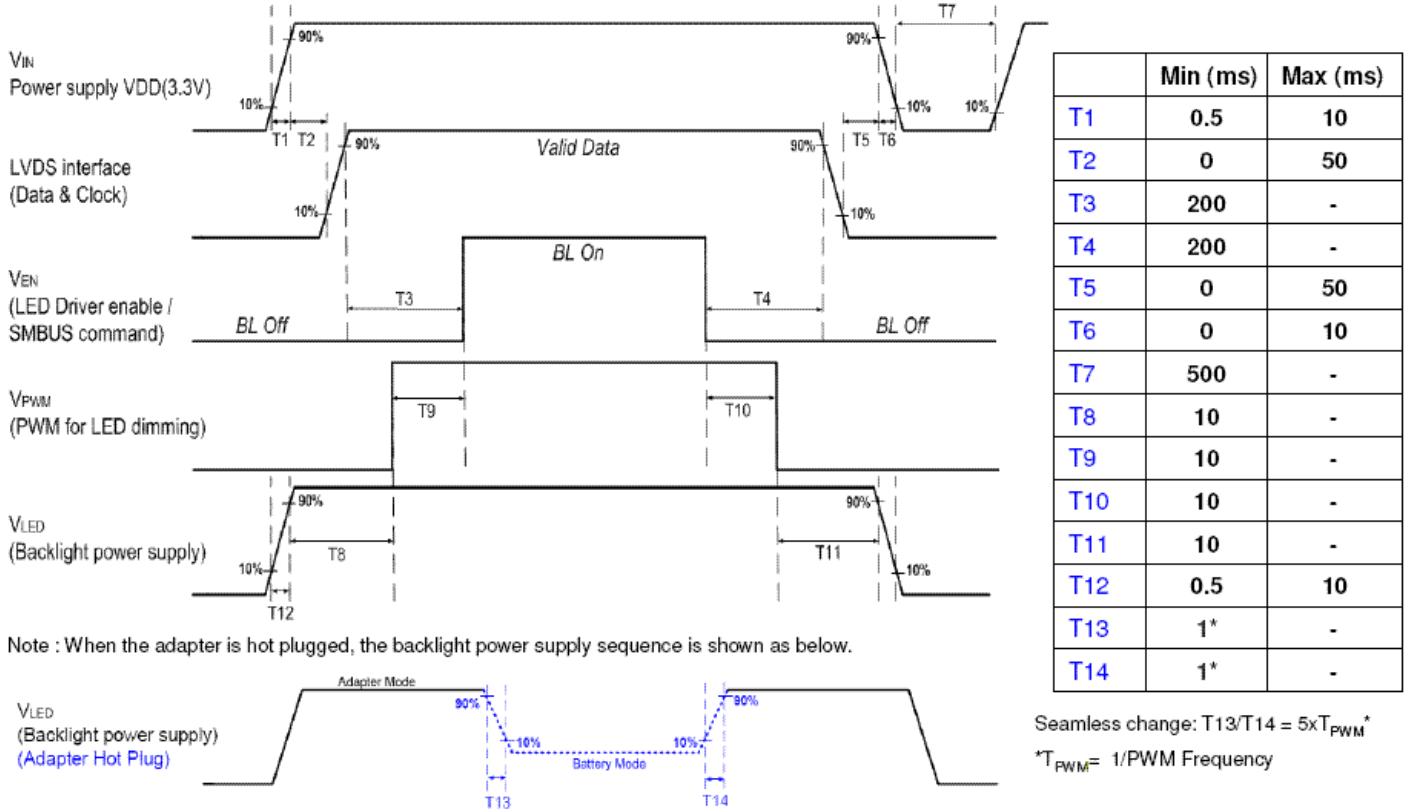 T7
90%
90%
VIN
Power supply VDD(3.3V)
10%
10%
10%
T1 T2
T5 T6
90%
Valid Data
90%
LVDS interface
(Data & Clock)
10%
10%
BL On
VEN
(LED Driver enable /
SMBUS command)
T3
T4
BL Off
BL Off
VPWM
(PWM for LED dimming)
T9
T10
90%
90%
VLED
(Backlight power supply)
T8
T11
10%
10%
T12
Note : When the adapter is hot plugged, the backlight power supply sequence is shown as below.
Adapter Mode
90%
90%
VLED
(Backlight power supply)
(Adapter Hot Plug)
10%
10%
Battery Mode
T13
T14
Min (ms) Max (ms)
T1 0.5 10
T2 0 50
T3 200 -
T4 200 -
T5 0 50
T6 0 10
T7 500 -
T8 10 -
T9 10 -
T10 10 -
T11 10 -
T12 0.5 10
T13 1* -
T14 1* -
Seamless change: T13/T14 = 5xTPWM*
*TPWM= 1/PWM Frequency